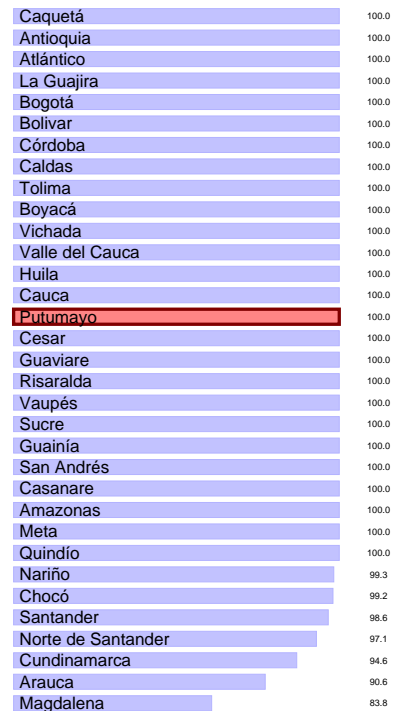 Caquetá 100.0
Antioquia 100.0
Atlántico 100.0
La Guajira 100.0
Bogotá 100.0
Bolivar 100.0
Córdoba 100.0
Caldas 100.0
Tolima 100.0
Boyacá 100.0
Vichada 100.0
Valle del Cauca 100.0
Huila 100.0
Cauca 100.0
Putumayo 100.0
Cesar 100.0
Guaviare 100.0
Risaralda 100.0
Vaupés 100.0
Sucre 100.0
Guainía 100.0
San Andrés 100.0
Casanare 100.0
Amazonas 100.0
Meta 100.0
Quindío 100.0
Nariño 99.3
Chocó 99.2
Santander 98.6
Norte de Santander 97.1
Cundinamarca 94.6
Arauca 90.6
Magdalena 83.8